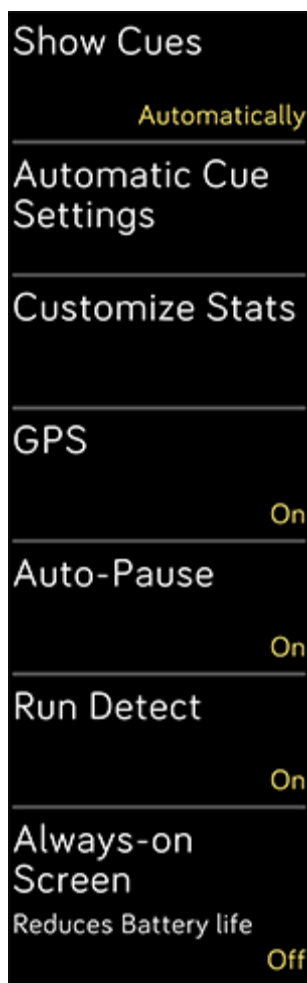 Show Cues
Automatically
Automatic Cue
Settings
Customize Stats
GPS
On
Auto-Pause
On
Run Detect
On
Always-on
Screen
Reduces Battery life
Off